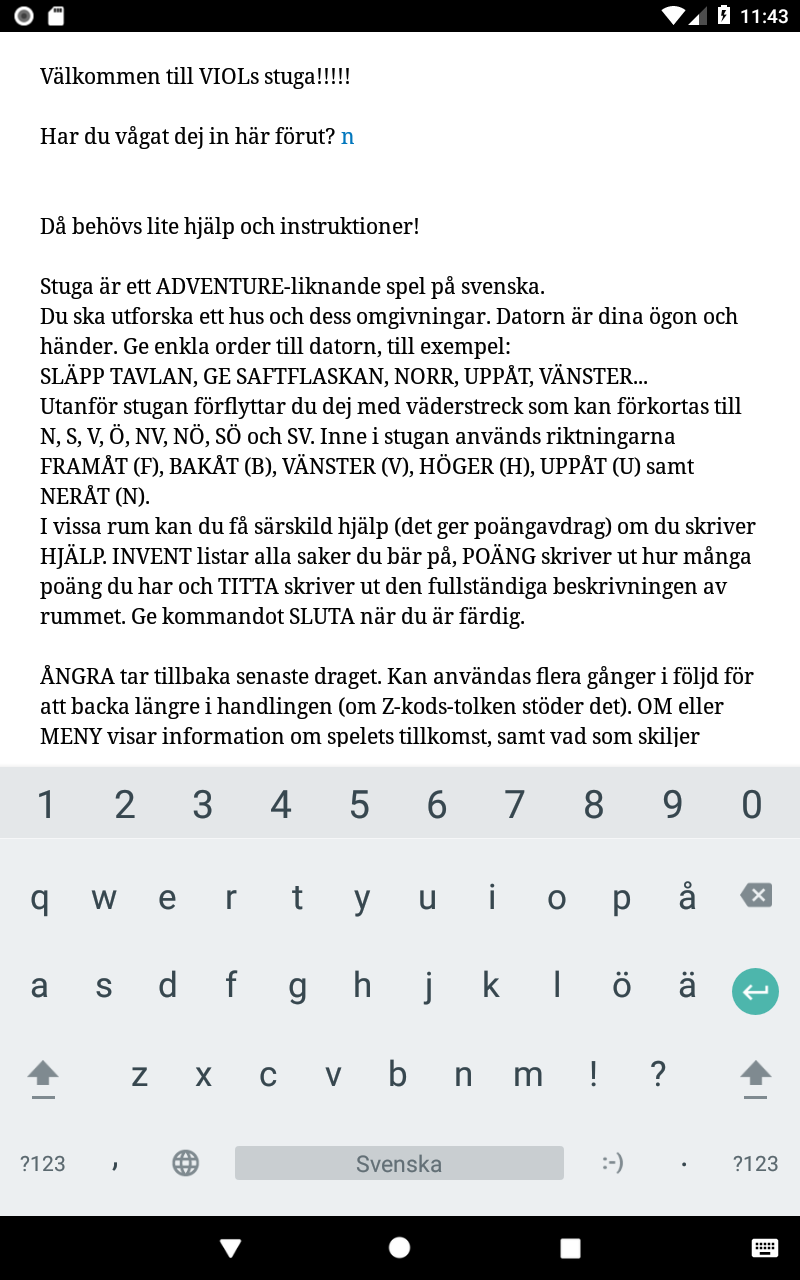 11:43
Välkommen till VIOLs stuga!!!!!
Har du vågat dej in här förut? n
Då behövs lite hjälp och instruktioner!
Stuga är ett ADVENTURE-liknande spel på svenska.
Du ska utforska ett hus och dess omgivningar. Datorn är dina ögon och
händer. Ge enkla order till datorn, till exempel:
SLÄPP TAVLAN, GE SAFTFLASKAN, NORR, UPPÅT, VÄNSTER...
Utanför stugan förflyttar du dej med väderstreck som kan förkortas till
N, S, V, Ö, NV, NÖ, SÖ och SV. Inne i stugan används riktningarna
FRAMÅT (F), BAKÅT (B), VÄNSTER (V), HÖGER (H), UPPÅT (U) samt
NERÅT (N).
I vissa rum kan du få särskild hjälp (det ger poängavdrag) om du skriver
HJÄLP. INVENT listar alla saker du bär på, POÄNG skriver ut hur många
poäng du har och TITTA skriver ut den fullständiga beskrivningen av
rummet. Ge kommandot SLUTA när du är färdig.
ÅNGRA tar tillbaka senaste draget. Kan användas flera gånger i följd för
att backa längre i handlingen (om Z-kods-tolken stöder det). OM eller
MENY visar information om spelets tillkomst, samt vad som skiljer
1 2 3 4 5 6 7 8 9 0
q w e r t y u i o p å
a s d f g h j k l ö ä
z x c v b n m ! ?
?123 , Svenska :-) . ?123